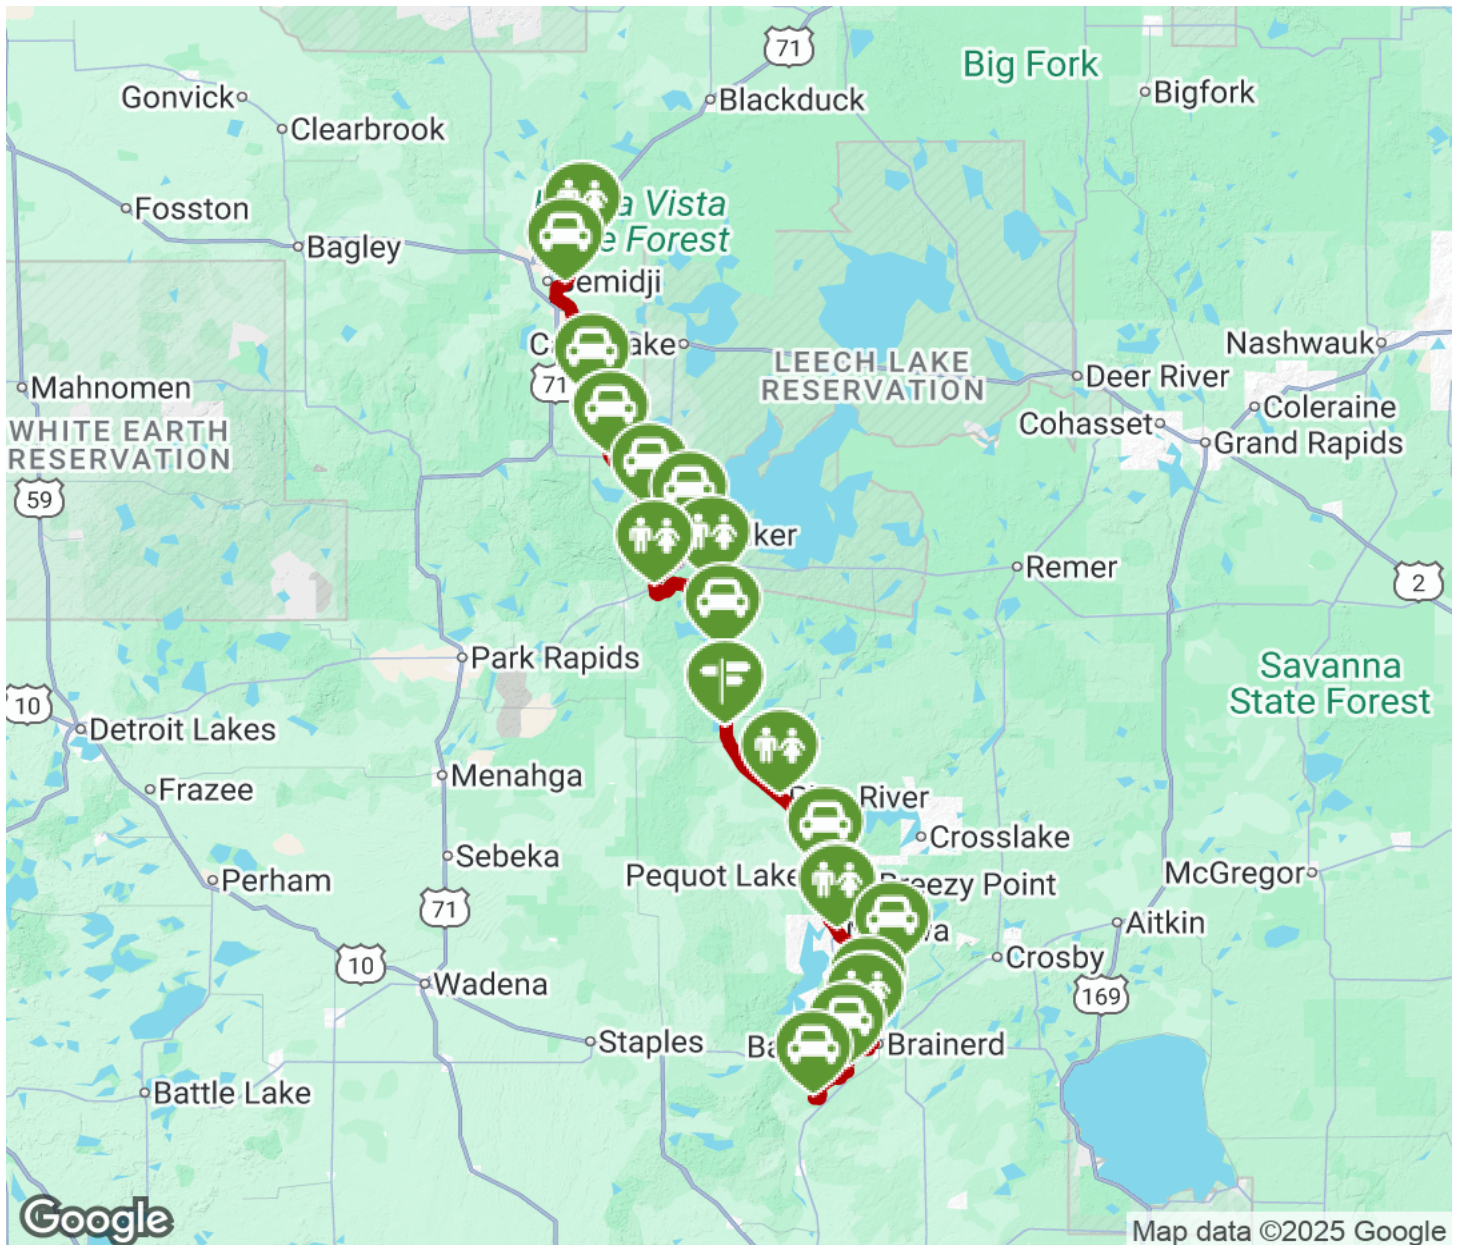 71
Big Fork
Gonvick
Blackduck
Bigfork
Clearbrook
Fosston
a Vista
e Forest
Bagley
emidji
ake
Nashwauk
71
LEECH LAKE
RESERVATION
Deer River
Mahnomen
Coleraine
Cohasset
WHITE EARTH
RESERVATION
Grand Rapids
59
ker
Remer
2
Park Rapids
Savanna
State Forest
10
Detroit Lakes
Menahga
Frazee
River
Crosslake
Sebeka
Pequot Lake
Breezy Point
McGregor
Perham
71
Aitkin
wa
Crosby
10
Wadena
169
Staples
Ba
Brainerd
Battle Lake
Google
Map data ©2025 Google